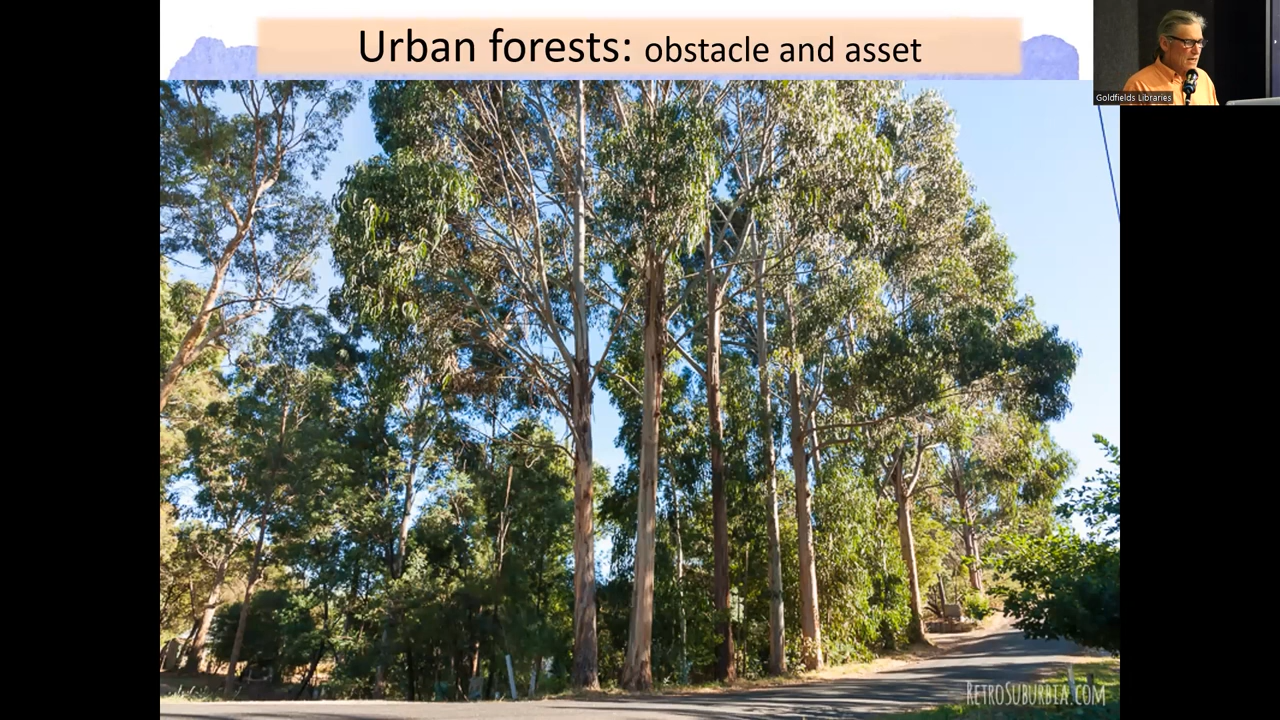 Urban forests: obstacle and asset
Goldfields Libraries
RETROSUBURBIA.COM